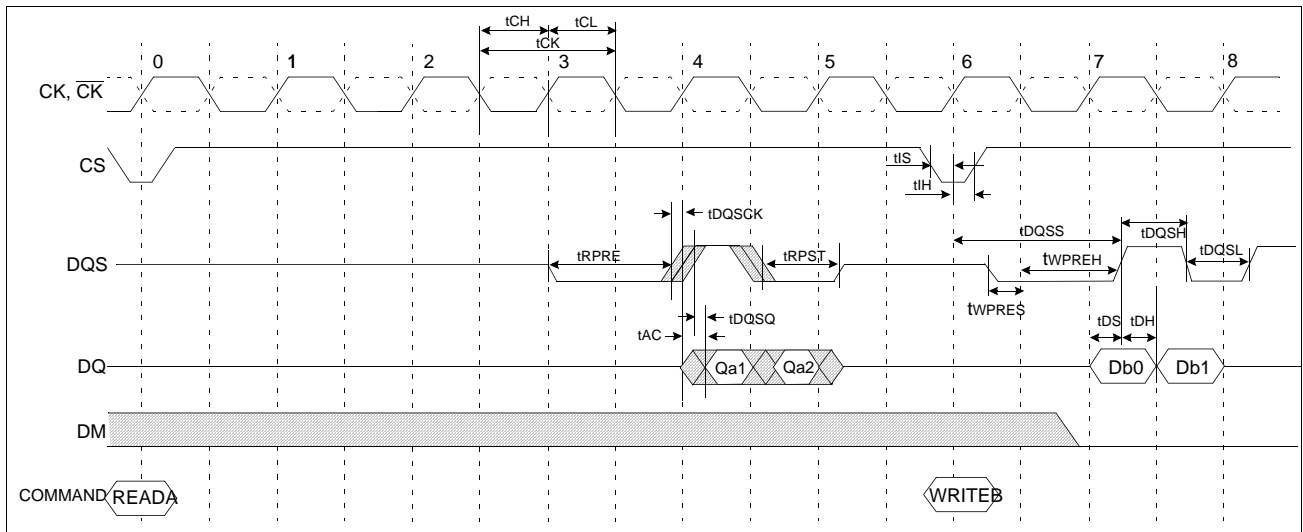 tCH tCL
tCK
0 1 2 3 4 5 6 7 8
CK, CK
CS
tIS
tIH
tDQSCK
tDQSS tDQSH
tRPRE tRPST tWPREH tDQSL
DQS
tWPRES
tDQSQ
tAC tDS tDH
DQ Qa1 Qa2 Db0 Db1
DM
COMMAND READA WRITEB